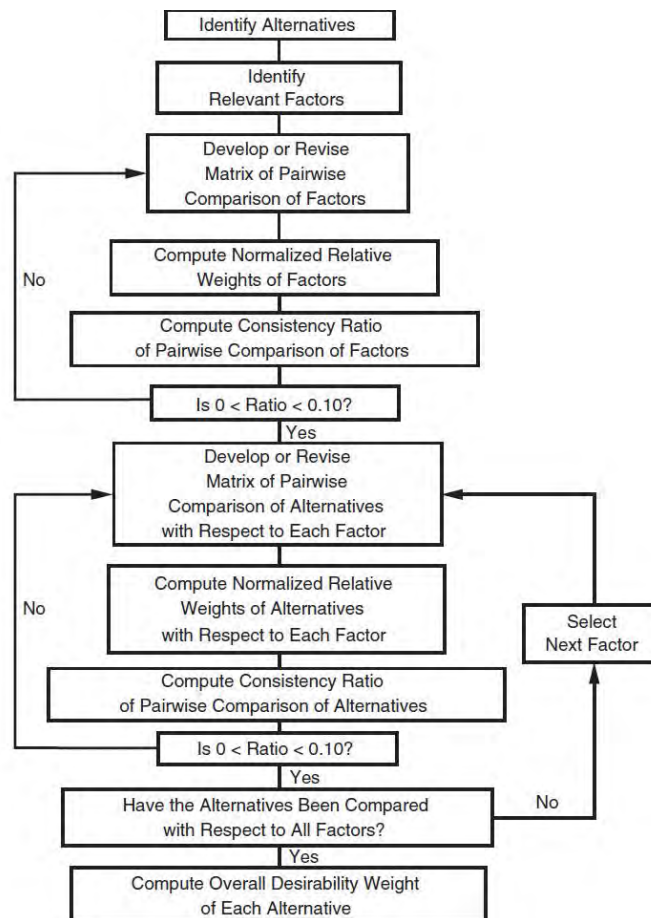 Identify Alternatives
Identify
Relevant Factors
Develop or Revise
Matrix of Pairwise
Comparison of Factors
No
Compute Normalized Relative
Weights of Factors
Compute Consistency Ratio
of Pairwise Comparison of Factors
Is 0 < Ratio < 0.10?
Yes
Develop or Revise
Matrix of Pairwise
Comparison of Alternatives
with Respect to Each Factor
No
Compute Normalized Relative
Weights of Alternatives
with Respect to Each Factor
Select
Next Factor
Compute Consistency Ratio
of Pairwise Comparison of Alternatives
Is 0 < Ratio < 0.10?
Yes
Have the Alternatives Been Compared
with Respect to All Factors?
No
Yes
Compute Overall Desirability Weight
of Each Alternative